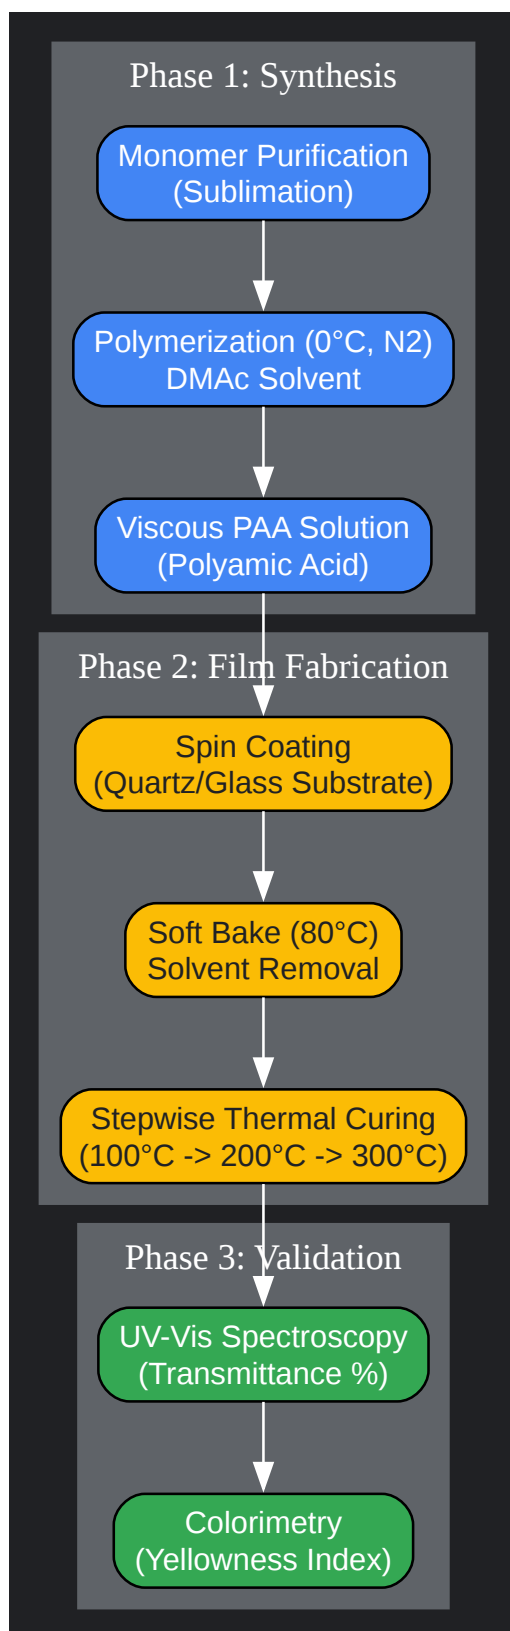 Phase 1: Synthesis
Monomer Purification
(Sublimation)
Polymerization (0°C, N2)
DMAc Solvent
Viscous PAA Solution
(Polyamic Acid)
Phase 2: Film Fabrication
Spin Coating
(Quartz/Glass Substrate)
Soft Bake (80°C)
Solvent Removal
Stepwise Thermal Curing
(100°C -> 200°C -> 300°C)
Phase 3: Validation
UV-Vis Spectroscopy
(Transmittance %)
Colorimetry
(Yellowness Index)